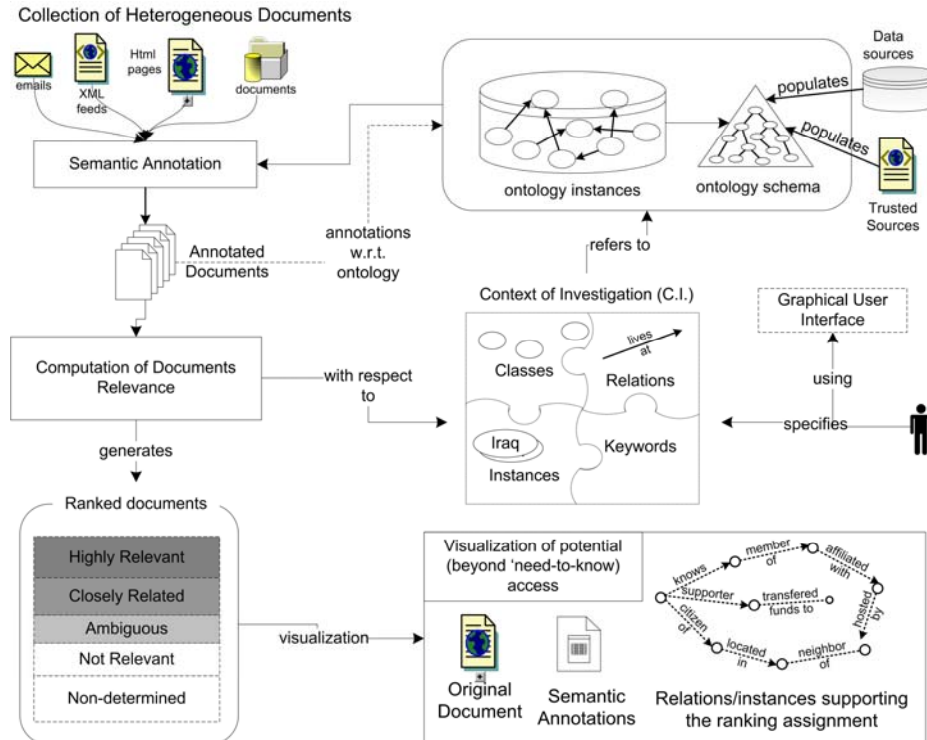 Collection of Heterogeneous Documents
emails
XML
feeds
Html
pages
documents
Semantic Annotation
Annotated
Documents
annotations
w.r.t.
ontology
ontology instances
ontology schema
populates
populates
Data
sources
Trusted
Sources
refers to
Context of Investigation (C.I.)
Classes
lives
at
Relations
Iraq
Instances
Keywords
Graphical User
Interface
using
specifies
Computation of Documents
Relevance
with respect
to
generates
Ranked documents
Highly Relevant
Closely Related
Ambiguous
Not Relevant
Non-determined
visualization
Visualization of potential
(beyond ‘need-to-know)
access
Original
Document
Semantic
Annotations
knows
member
of
affiliated
with
hosted
by
supporter
transfered
funds to
citizen
of
located
in
neighbor
of
Relations/instances supporting
the ranking assignment